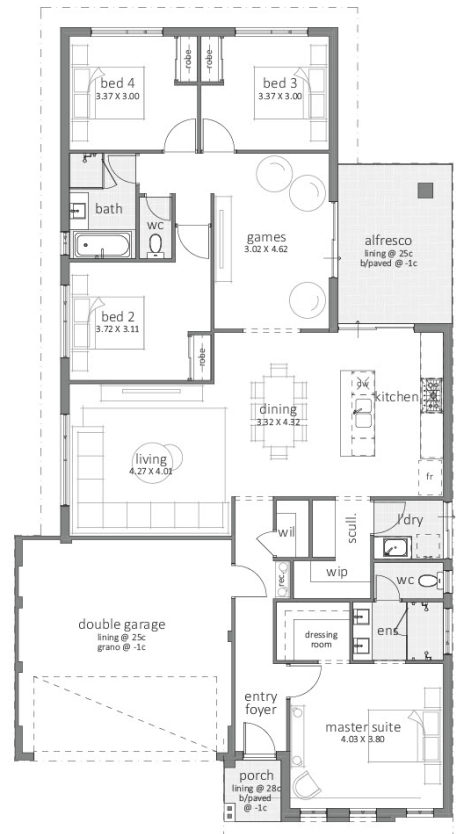 robe
robe
bed 4
3.37 X 3.00
bed 3
3.37 X 3.00
bath
wc
games
3.02 X 4.62
alfresco
lining @ 25c
b/paved @ -1c
bed 2
3.72 X 3.11
robe
dw
kitchen
dining
3.32 X 4.32
living
4.27 X 4.01
fr
wil
scull.
l'dry
rec.
wip
wc
double garage
lining @ 25c
grano @ -1c
dressing
room
ens
entry
foyer
master suite
4.03 X 3.80
porch
lining @ 28c
b/paved
@ -1c